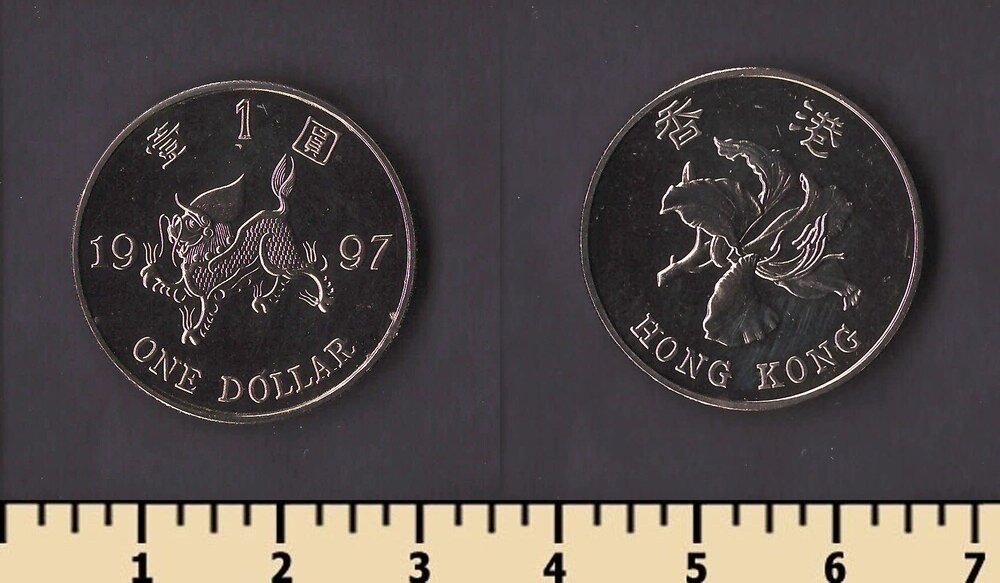 壹 1 圓
19 97
ONE DOLLAR
香 港
HONG KONG
1 2 3 4 5 6 7